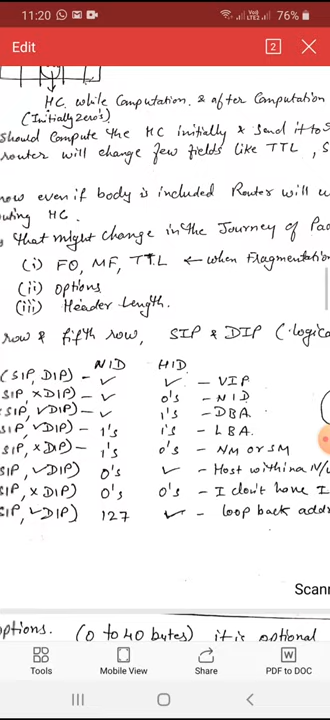 11:20 76%
Edit 2
HC. while Computation. & after Computation
(Initially zero's)
should Compute the HC initially & send it to
router will change few fields like TTL, S
now even if body is included Router will
uting HC.
that might change in the Journey of Pac
(i) FO, MF, TTL ← when Fragmentation
(ii) options
(iii) Header Length.
row & fifth row, SIP & DIP (logica
NID HID
(SIP, DIP) - ✓ ✓ - VIP
SIP, ×DIP) - ✓ 0's - NID
SIP, ✓DIP) - ✓ 1's - DBA
SIP, ✓DIP) - 1's 1's - LBA.
SIP, ×DIP) - 1's 0's - NM or SM
SIP, ✓DIP) 0's ✓ - Host within a N/w
SIP, ×DIP) 0's 0's - I don't have I
SIP, ✓DIP) 127 ✓ - loop back addr
Scann
options. (0 to 40 bytes) it is optional
Tools Mobile View Share PDF to DOC